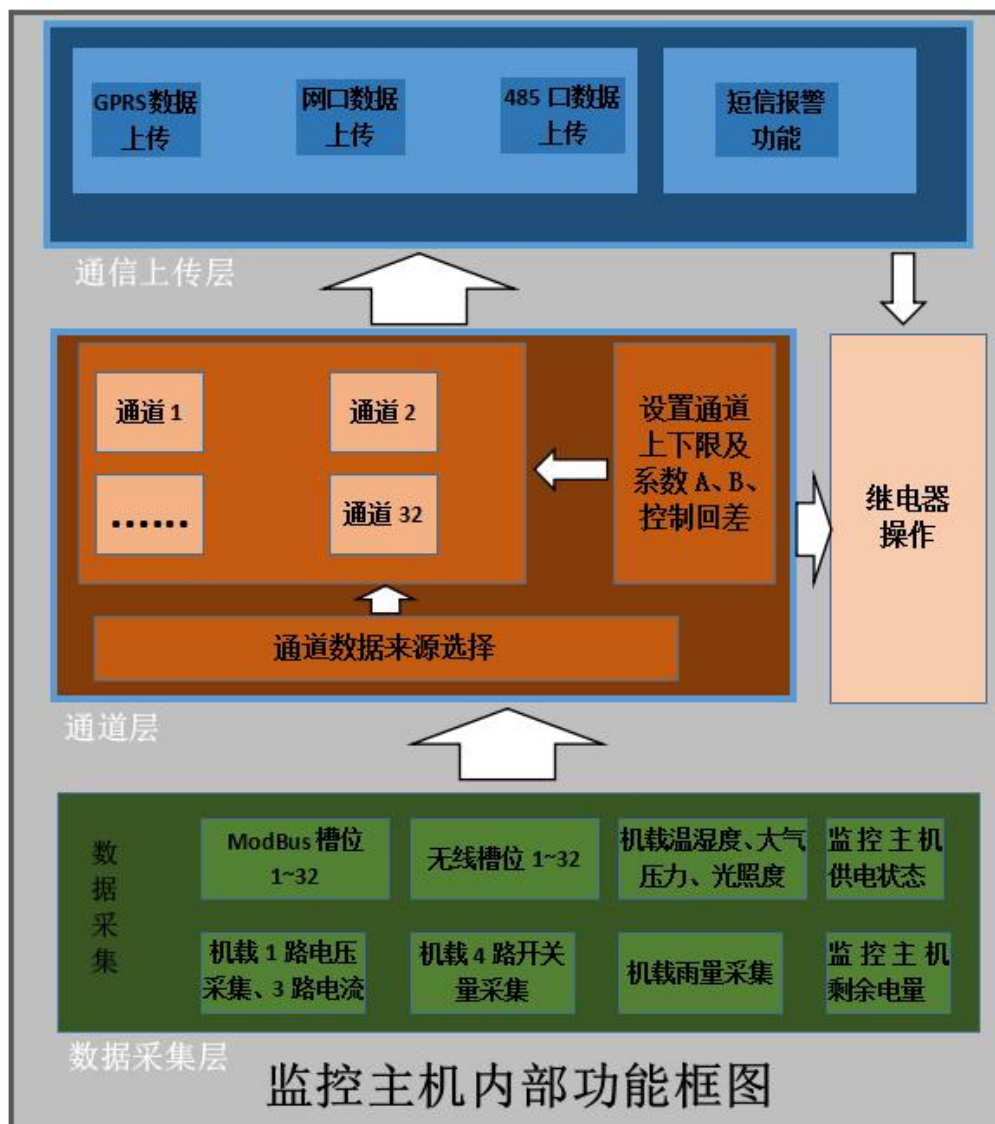 GPRS数据
上传
网口数据
上传
485 口数据
上传
短信报警
功能
通信上传层
通道 1
通道 2
……
通道 32
设置通道
上下限及
系数 A、B、
控制回差
继电器
操作
通道数据来源选择
通道层
数
据
采
集
ModBus 槽位
1~32
无线槽位 1~32
机载温湿度、大气
压力、光照度
监控主机
供电状态
机载 1 路电压
采集、3 路电流
机载 4 路开关
量采集
机载雨量采集
监控主机
剩余电量
数据采集层
监控主机内部功能框图